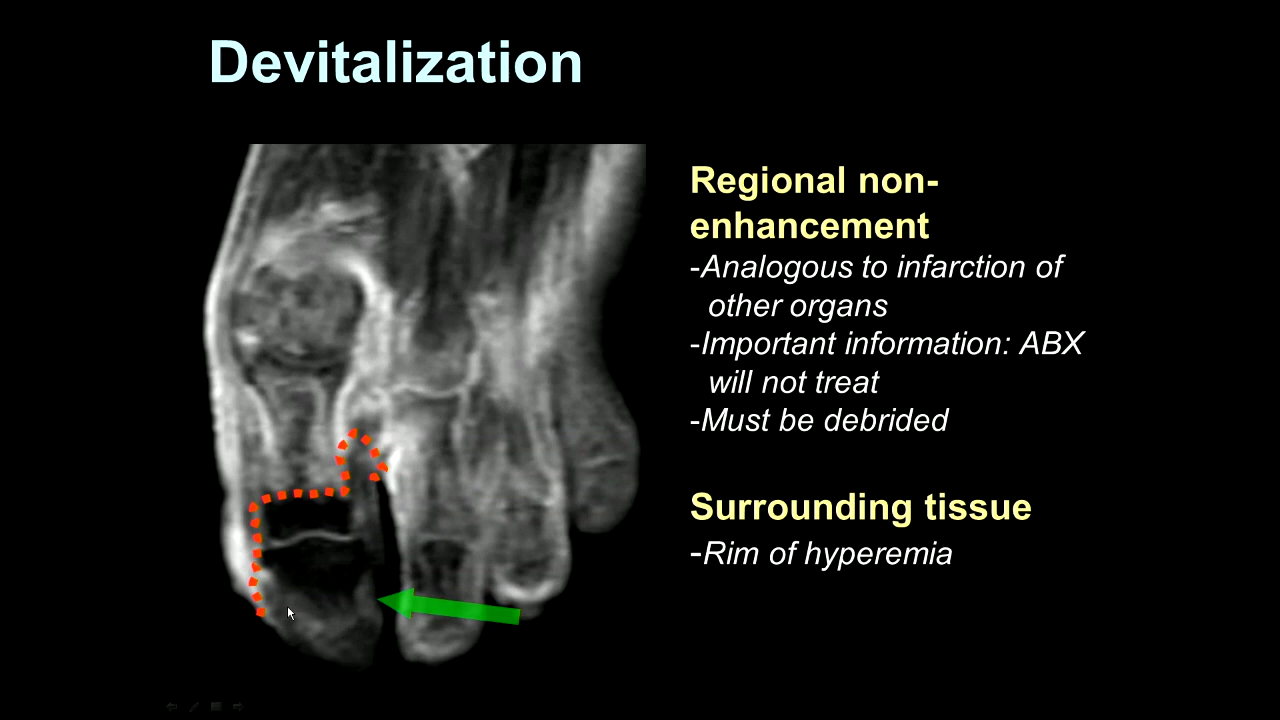 Devitalization
Regional non-
enhancement
-Analogous to infarction of
other organs
-Important information: ABX
will not treat
-Must be debrided
Surrounding tissue
-Rim of hyperemia